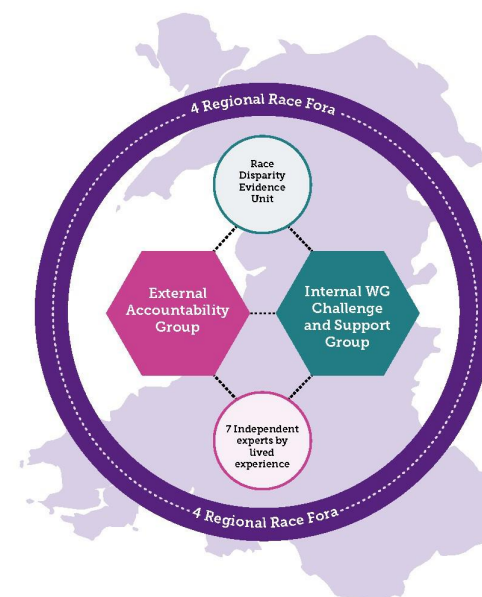 4 Regional Race Fora
Race
Disparity
Evidence
Unit
External
Accountability
Group
Internal WG
Challenge
and Support
Group
7 Independent
experts by
lived
experience
4 Regional Race Fora